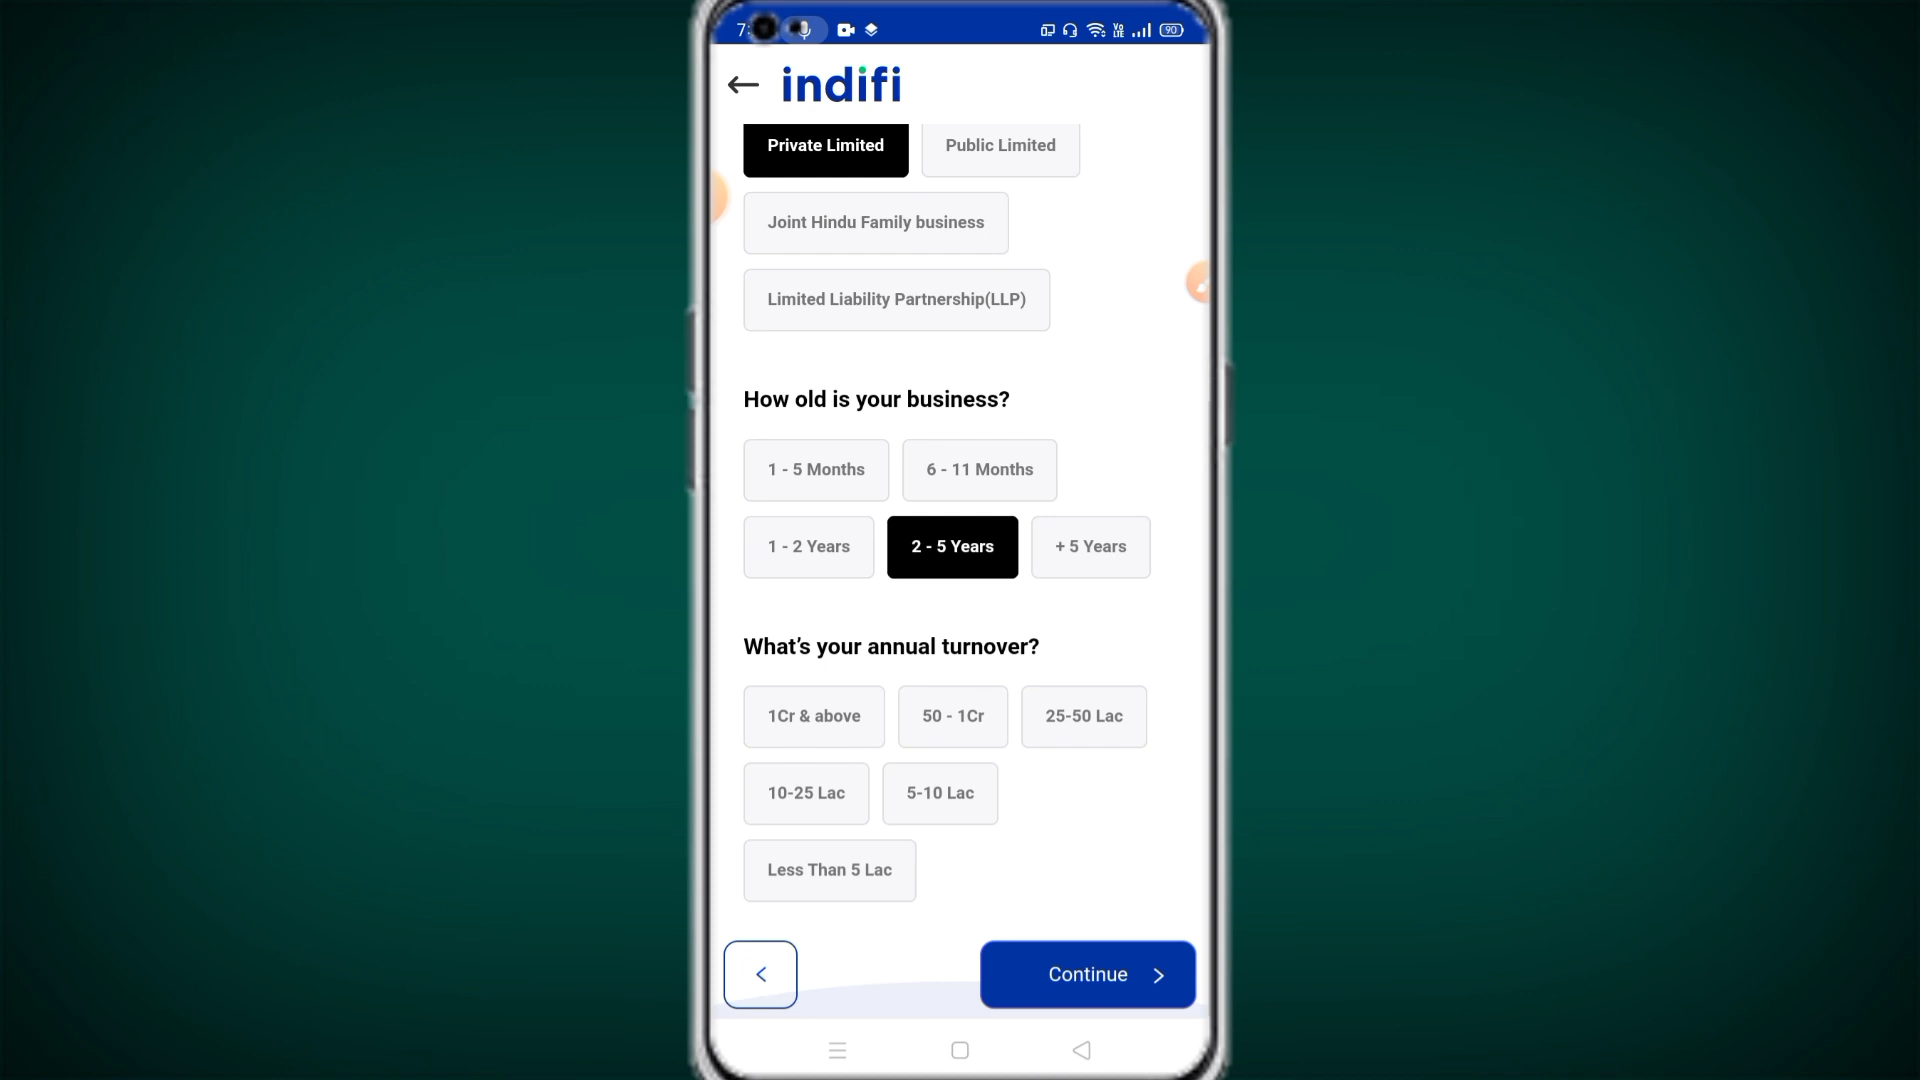 indifi
Private Limited Public Limited
Joint Hindu Family business
Limited Liability Partnership(LLP)
How old is your business?
1 - 5 Months 6 - 11 Months
1 - 2 Years 2 - 5 Years + 5 Years
What's your annual turnover?
1Cr & above 50 - 1Cr 25-50 Lac
10-25 Lac 5-10 Lac
Less Than 5 Lac
Continue